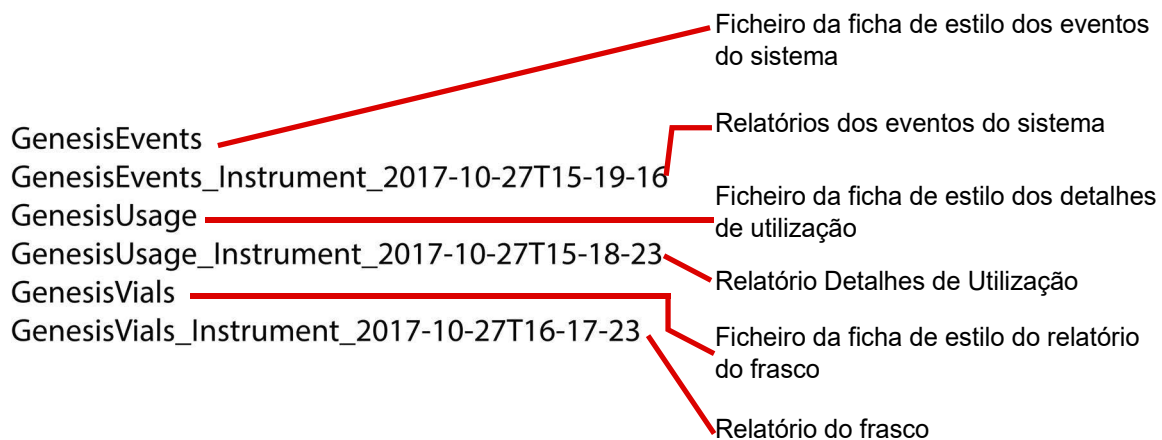 GenesisEvents
GenesisEvents_Instrument_2017-10-27T15-19-16
GenesisUsage
GenesisUsage_Instrument_2017-10-27T15-18-23
GenesisVials
GenesisVials_Instrument_2017-10-27T16-17-23
Ficheiro da ficha de estilo dos eventos
do sistema
Relatórios dos eventos do sistema
Ficheiro da ficha de estilo dos detalhes
de utilização
Relatório Detalhes de Utilização
Ficheiro da ficha de estilo do relatório
do frasco
Relatório do frasco